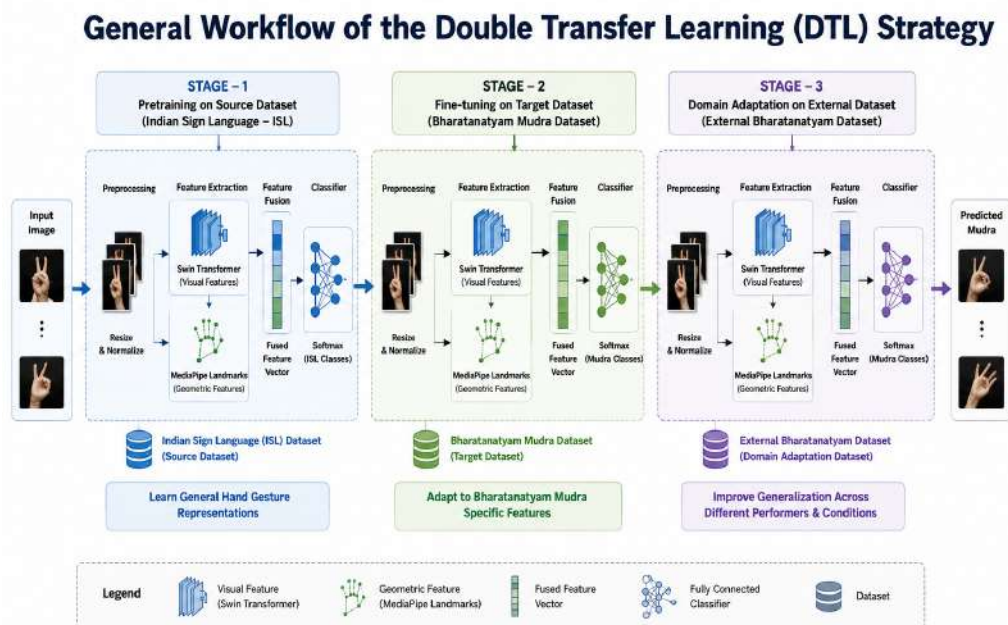 General Workflow of the Double Transfer Learning (DTL) Strategy
STAGE – 1
Pretraining on Source Dataset
(Indian Sign Language – ISL)
STAGE – 2
Fine-tuning on Target Dataset
(Bharatanatyam Mudra Dataset)
STAGE – 3
Domain Adaptation on External Dataset
(External Bharatanatyam Dataset)
Input
Image
Preprocessing
Resize
& Normalize
Feature Extraction
Swin Transformer
(Visual Features)
MediaPipe Landmarks
(Geometric Features)
Feature
Fusion
Fused
Feature
Vector
Classifier
Softmax
(ISL Classes)
Preprocessing
Resize
& Normalize
Feature Extraction
Swin Transformer
(Visual Features)
MediaPipe Landmarks
(Geometric Features)
Feature
Fusion
Fused
Feature
Vector
Classifier
Softmax
(Mudra Classes)
Preprocessing
Resize
& Normalize
Feature Extraction
Swin Transformer
(Visual Features)
MediaPipe Landmarks
(Geometric Features)
Feature
Fusion
Fused
Feature
Vector
Classifier
Softmax
(Mudra Classes)
Predicted
Mudra
Indian Sign Language (ISL) Dataset
(Source Dataset)
Bharatanatyam Mudra Dataset
(Target Dataset)
External Bharatanatyam Dataset
(Domain Adaptation Dataset)
Learn General Hand Gesture
Representations
Adapt to Bharatanatyam Mudra
Specific Features
Improve Generalization Across
Different Performers & Conditions
Legend
Visual Feature
(Swin Transformer)
Geometric Feature
(MediaPipe Landmarks)
Fused Feature
Vector
Fully Connected
Classifier
Dataset